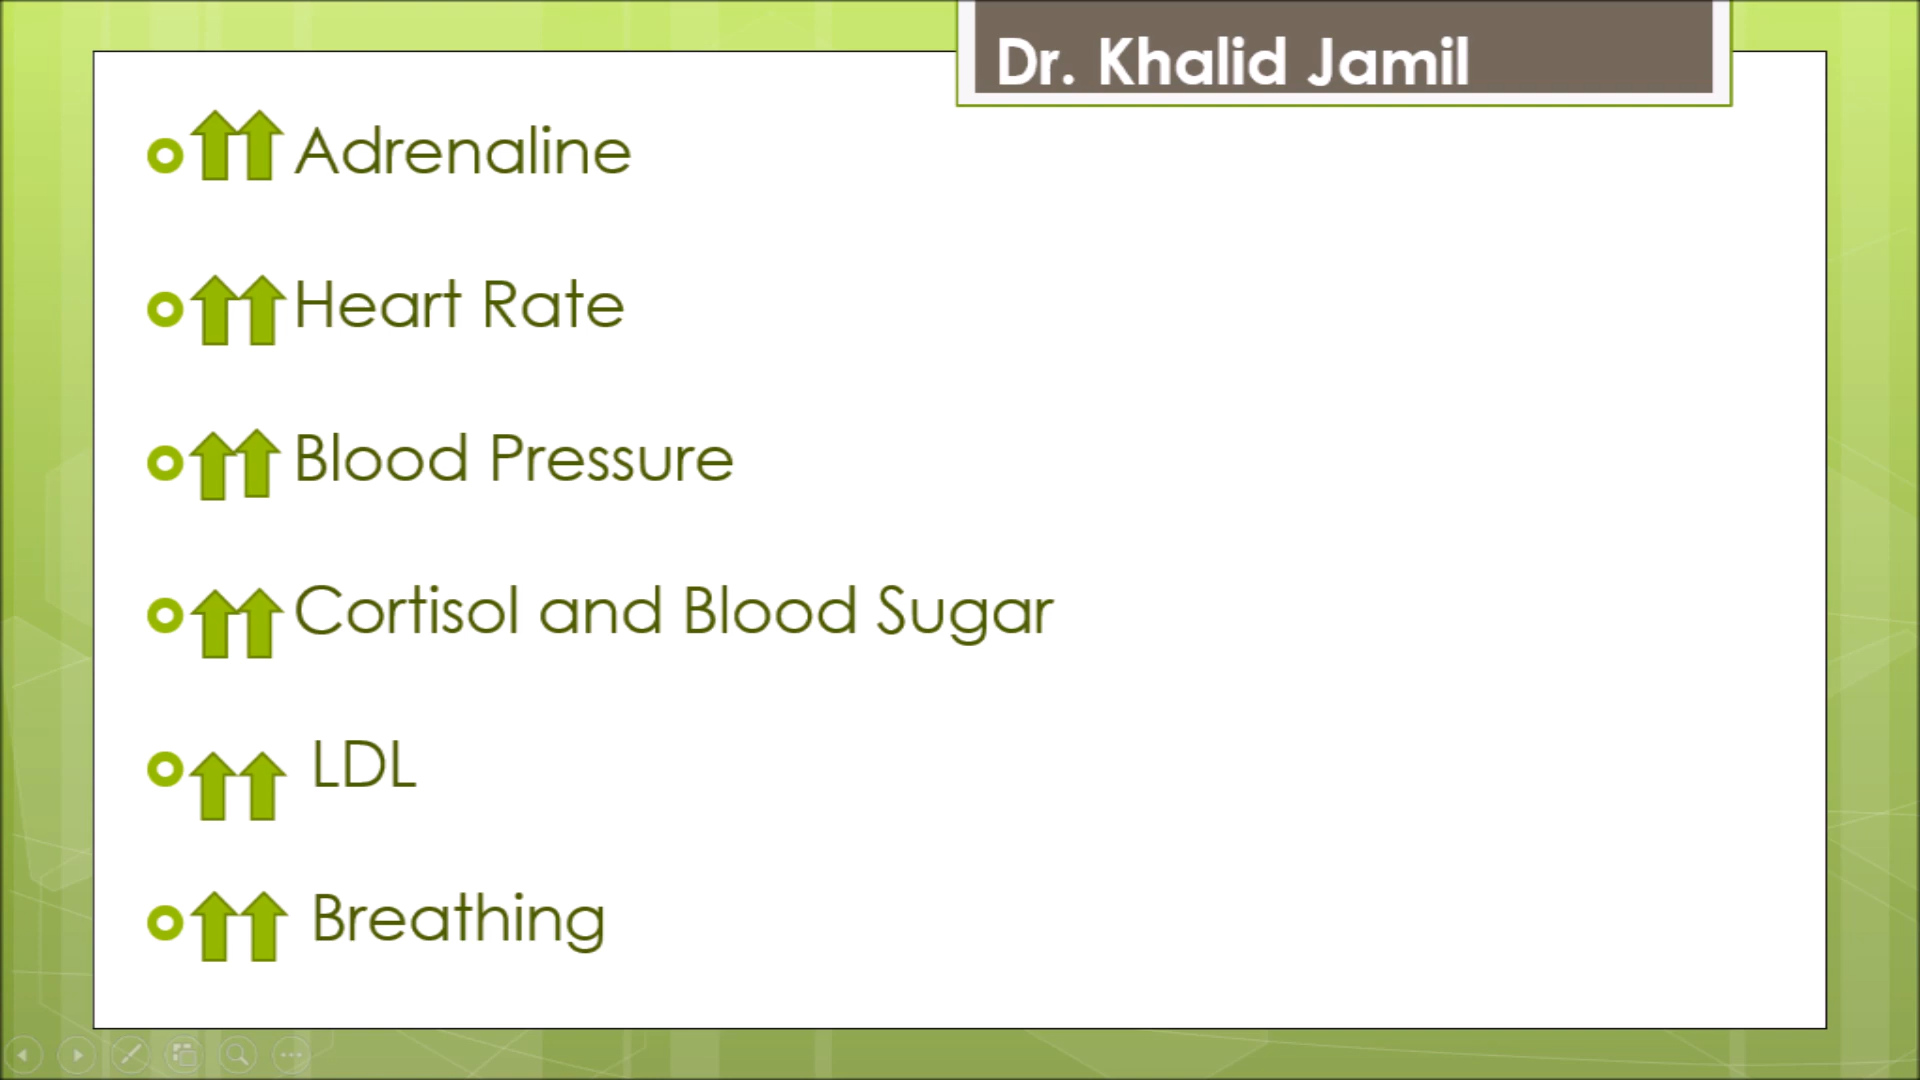 Dr. Khalid Jamil
Adrenaline
Heart Rate
Blood Pressure
Cortisol and Blood Sugar
LDL
Breathing